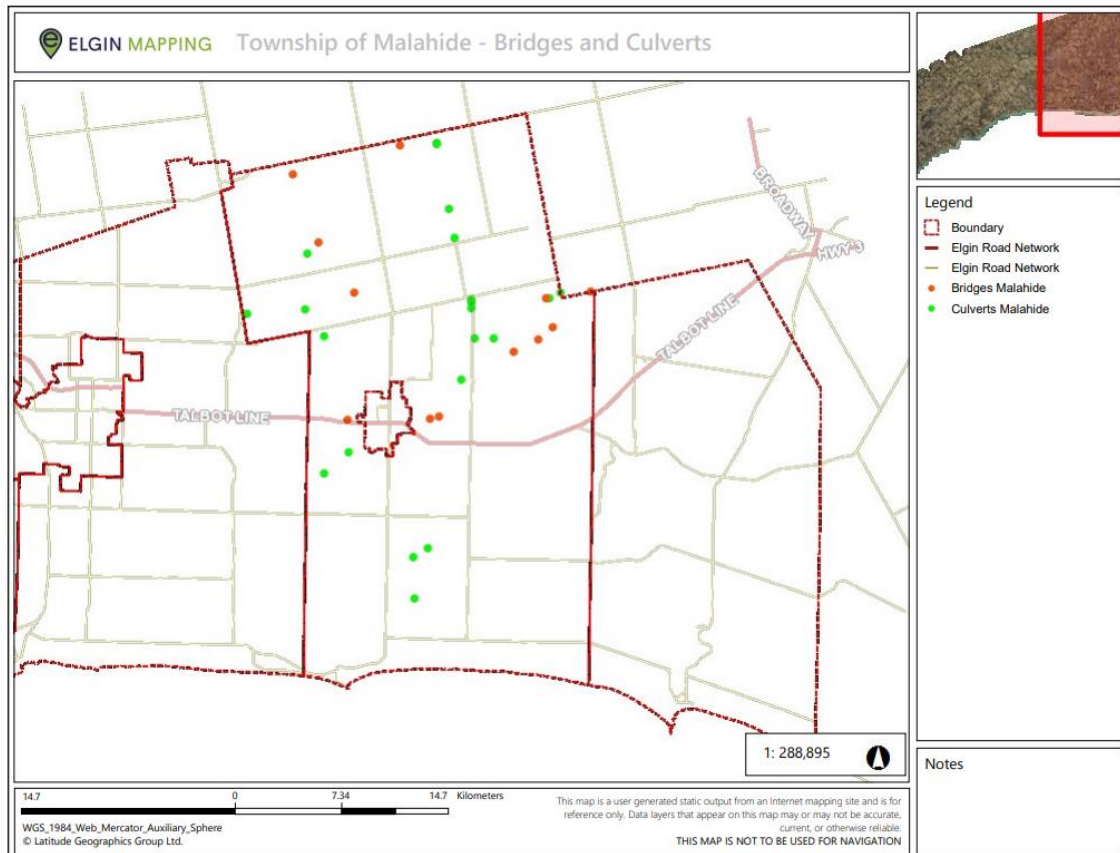 ELGIN MAPPING
Township of Malahide - Bridges and Culverts
BROADWAY
HWY 3
TALBOT LINE
TALBOT LINE
1: 288,895
14.7 0 7.34 14.7 Kilometers
WGS_1984_Web_Mercator_Auxiliary_Sphere
© Latitude Geographics Group Ltd.
This map is a user generated static output from an Internet mapping site and is for
reference only. Data layers that appear on this map may or may not be accurate,
current, or otherwise reliable.
THIS MAP IS NOT TO BE USED FOR NAVIGATION
Legend
Boundary
Elgin Road Network
Elgin Road Network
Bridges Malahide
Culverts Malahide
Notes